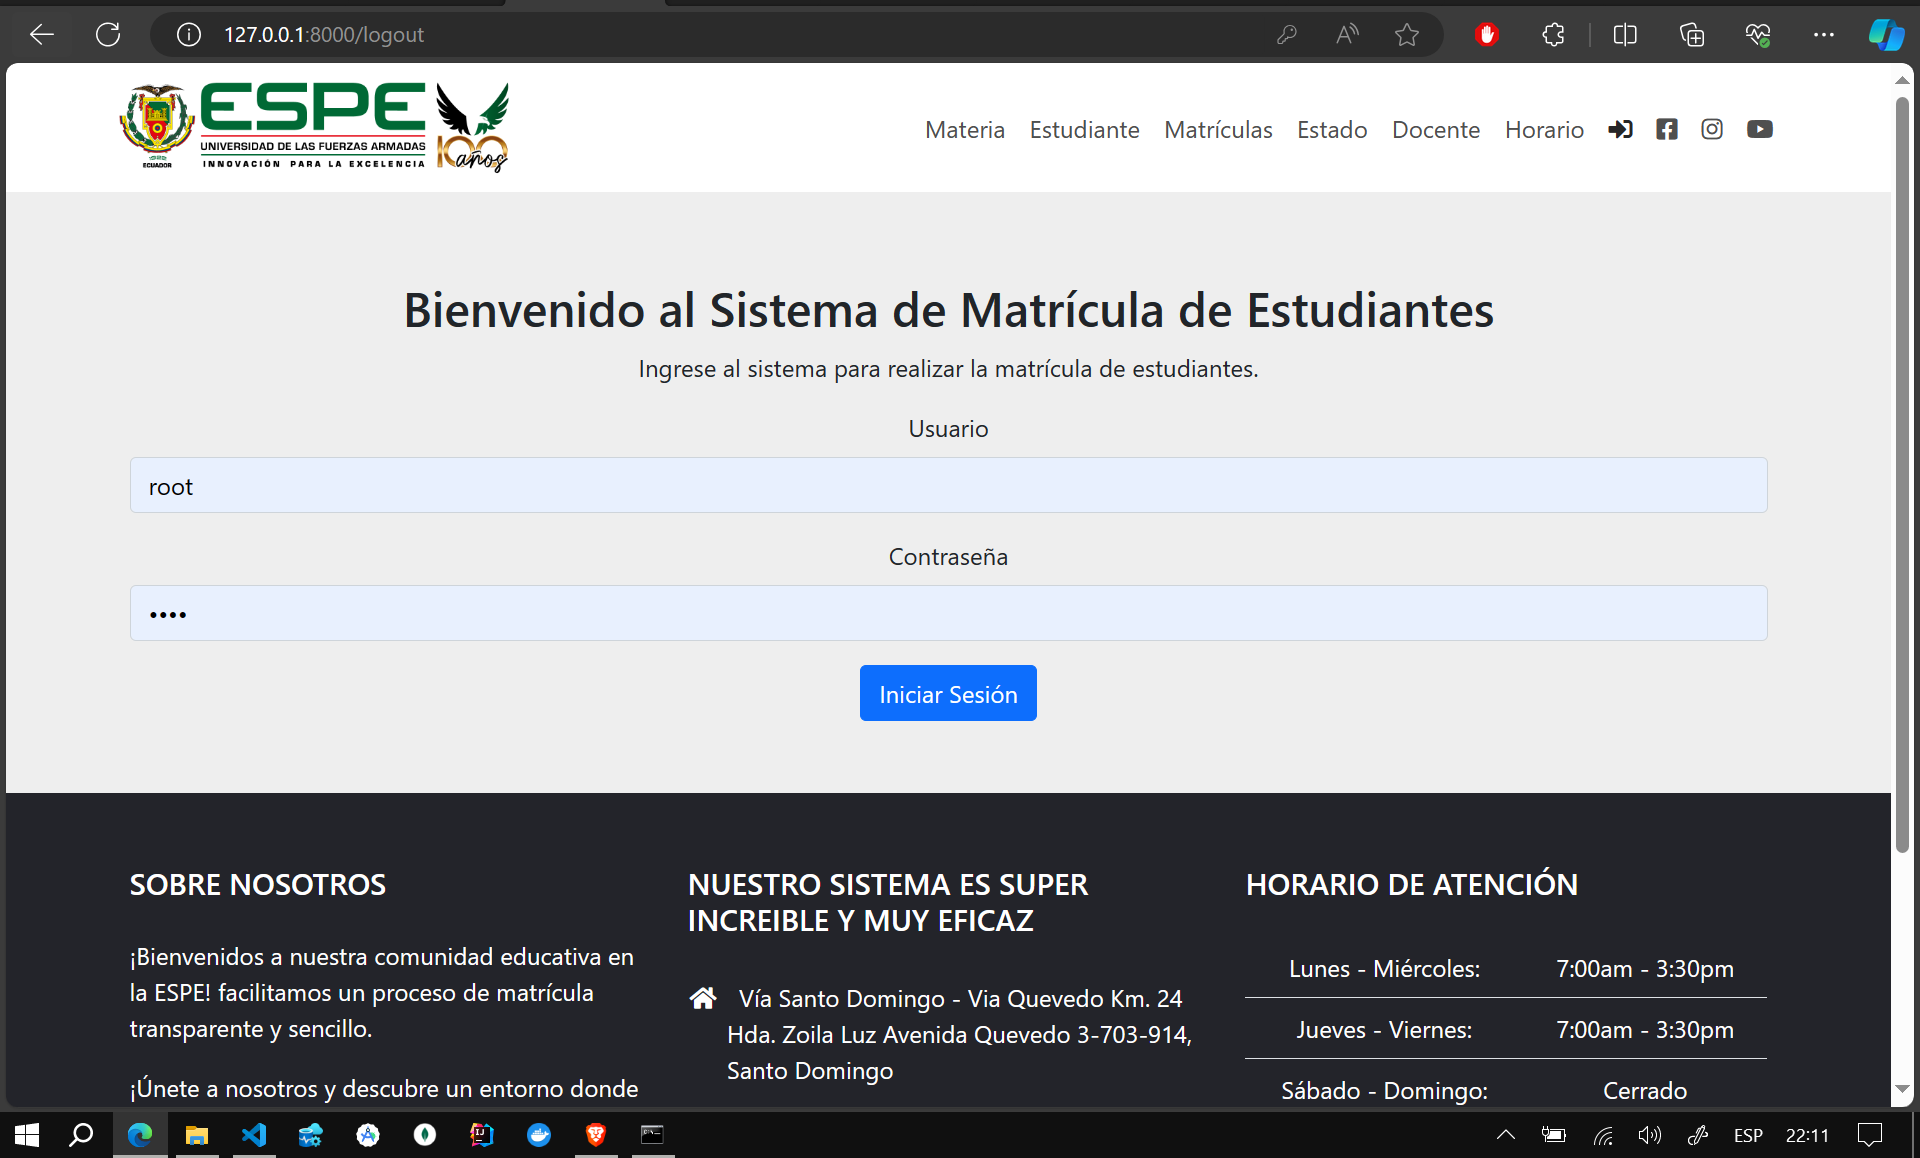 127.0.0.1:8000/logout
ESPE
UNIVERSIDAD DE LAS FUERZAS ARMADAS
INNOVACIÓN PARA LA EXCELENCIA
ECUADOR
100 años
Materia Estudiante Matrículas Estado Docente Horario
Bienvenido al Sistema de Matrícula de Estudiantes
Ingrese al sistema para realizar la matrícula de estudiantes.
Usuario
root
Contraseña
••••
Iniciar Sesión
SOBRE NOSOTROS
¡Bienvenidos a nuestra comunidad educativa en
la ESPE! facilitamos un proceso de matrícula
transparente y sencillo.
¡Únete a nosotros y descubre un entorno donde
NUESTRO SISTEMA ES SUPER
INCREIBLE Y MUY EFICAZ
Vía Santo Domingo - Via Quevedo Km. 24
Hda. Zoila Luz Avenida Quevedo 3-703-914,
Santo Domingo
HORARIO DE ATENCIÓN
Lunes - Miércoles: 7:00am - 3:30pm
Jueves - Viernes: 7:00am - 3:30pm
Sábado - Domingo: Cerrado
ESP 22:11